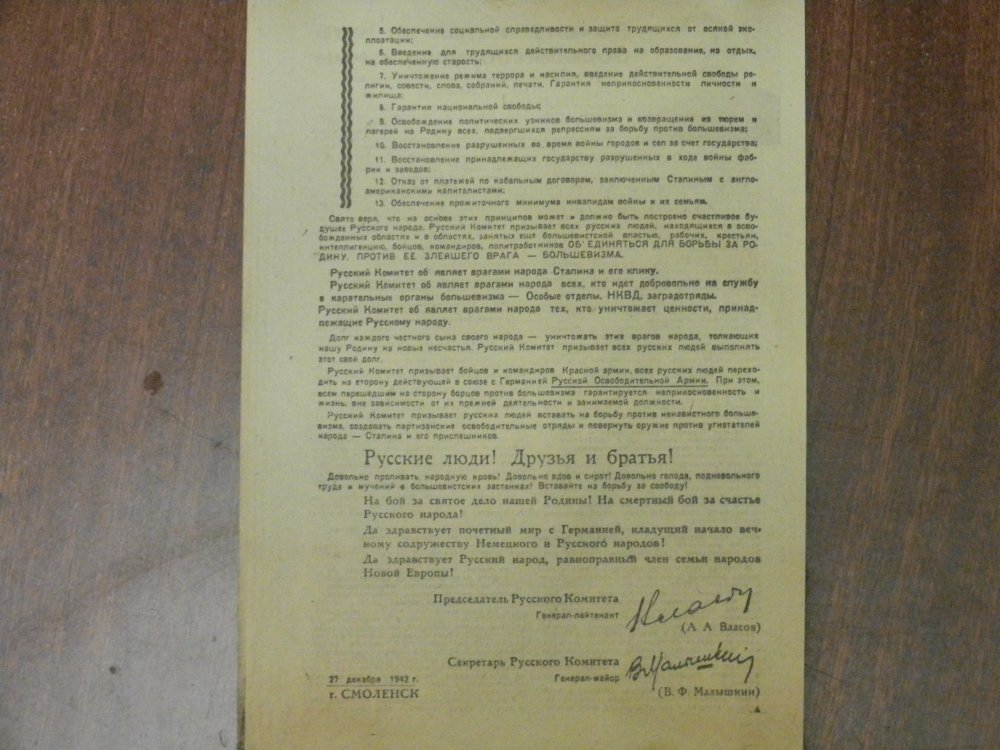 5. Обеспечение социальной справедливости и защита трудящихся от всякой экс-
плоатации;
6. Введение для трудящихся действительного права на образование, на отдых,
на обеспеченную старость;
7. Уничтожение режима террора и насилия, введение действительной свободы ре-
лигии, совести, слова, собраний, печати. Гарантия неприкосновенности личности и
жилища;
8. Гарантия национальной свободы;
9. Освобождение политических узников большевизма и возвращение из тюрем и
лагерей на Родину всех, подвергшихся репрессиям за борьбу против большевизма;
10. Восстановление разрушенных во время войны городов и сел за счет государства;
11. Восстановление принадлежащих государству разрушенных в ходе войны фаб-
рик и заводов;
12. Отказ от платежей по кабальным договорам, заключенным Сталиным с англо-
американскими капиталистами;
13. Обеспечение прожиточного минимума инвалидам войны и их семьям.
Свято веря, что на основе этих принципов может и должно быть построено счастливое бу-
дущее Русского народа, Русский Комитет призывает всех русских людей, находящихся в осво-
божденных областях и в областях, занятых еще большевистской властью, рабочих, крестьян,
интеллигенцию, бойцов, командиров, политработников ОБ'ЕДИНЯТЬСЯ ДЛЯ БОРЬБЫ ЗА РО-
ДИНУ, ПРОТИВ ЕЕ ЗЛЕЙШЕГО ВРАГА — БОЛЬШЕВИЗМА.
Русский Комитет об'являет врагами народа Сталина и его клику.
Русский Комитет об'являет врагами народа всех, кто идет добровольно на службу
в карательные органы большевизма — Особые отделы, НКВД, заградотряды.
Русский Комитет об'являет врагами народа тех, кто уничтожает ценности, принад-
лежащие Русскому народу.
Долг каждого честного сына своего народа — уничтожать этих врагов народа, толкающих
нашу Родину на новые несчастья. Русский Комитет призывает всех русских людей выполнять
этот свой долг.
Русский Комитет призывает бойцов и командиров Красной армии, всех русских людей перехо-
дить на сторону действующей в союзе с Германией Русской Освободительной Армии. При этом,
всем перешедшим на сторону борцов против большевизма гарантируется неприкосновенность и
жизнь, вне зависимости от их прежней деятельности и занимаемой должности.
Русский Комитет призывает русских людей вставать на борьбу против ненавистного больше-
визма, создавать партизанские освободительные отряды и повернуть оружие против угнетателей
народа — Сталина и его приспешников.
Русские люди! Друзья и братья!
Довольно проливать народную кровь! Довольно вдов и сирот! Довольно голода, подневольного
труда и мучений в большевистских застенках! Вставайте на борьбу за свободу!
На бой за святое дело нашей Родины! На смертный бой за счастье
Русского народа!
Да здравствует почетный мир с Германией, кладущий начало веч-
ному содружеству Немецкого и Русского народов!
Да здравствует Русский народ, равноправный член семьи народов
Новой Европы!
Председатель Русского Комитета
Генерал-лейтенант
Власов
(А. А. Власов)
Секретарь Русского Комитета
Генерал-майор
В Малышкин
(В. Ф. Малышкин)
27 декабря 1942 г.
г. СМОЛЕНСК
4